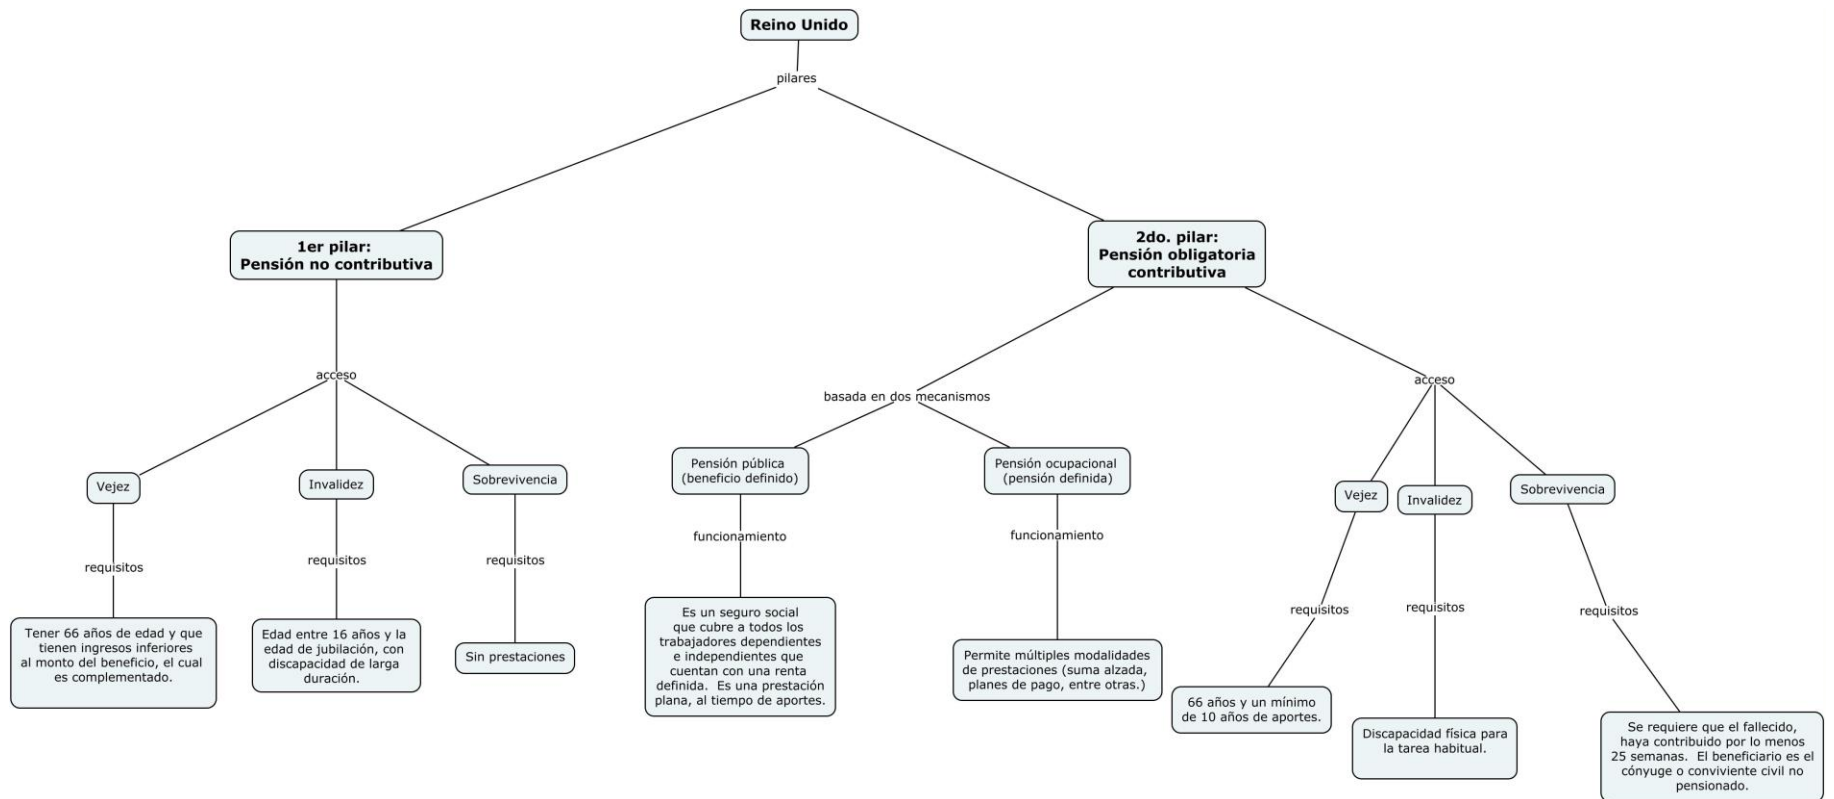 Reino Unido
pilares
1er pilar:
Pensión no contributiva
acceso
Vejez
requisitos
Tener 66 años de edad y que
tienen ingresos inferiores
al monto del beneficio, el cual
es complementado.
Invalidez
requisitos
Edad entre 16 años y la
edad de jubilación, con
discapacidad de larga
duración.
Sobrevivencia
requisitos
Sin prestaciones
2do. pilar:
Pensión obligatoria
contributiva
basada en dos mecanismos
Pensión pública
(beneficio definido)
funcionamiento
Es un seguro social
que cubre a todos los
trabajadores dependientes
e independientes que
cuentan con una renta
definida. Es una prestación
plana, al tiempo de aportes.
Pensión ocupacional
(pensión definida)
funcionamiento
Permite múltiples modalidades
de prestaciones (suma alzada,
planes de pago, entre otras.)
acceso
Vejez
requisitos
66 años y un mínimo
de 10 años de aportes.
Invalidez
requisitos
Discapacidad física para
la tarea habitual.
Sobrevivencia
requisitos
Se requiere que el fallecido,
haya contribuido por lo menos
25 semanas. El beneficiario es el
cónyuge o conviviente civil no
pensionado.